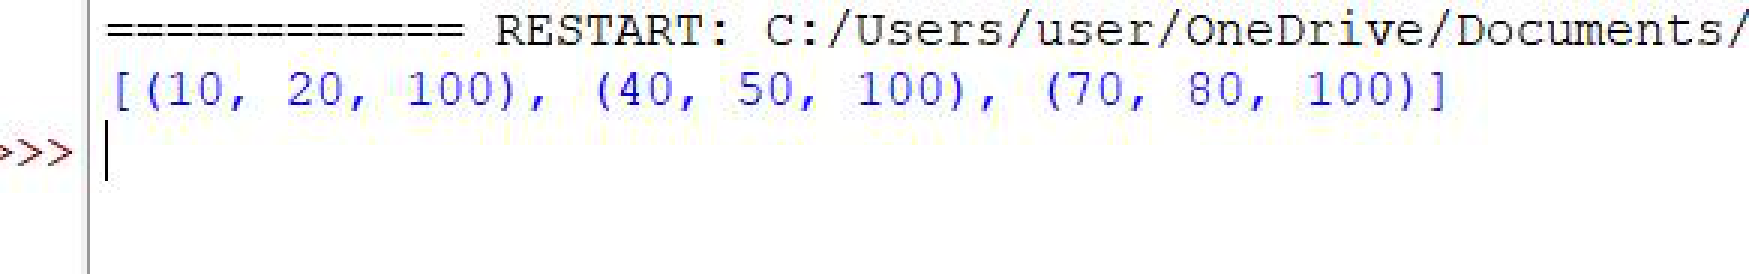 ============ RESTART: C:/Users/user/OneDrive/Documents/
[(10, 20, 100), (40, 50, 100), (70, 80, 100)]
>>>